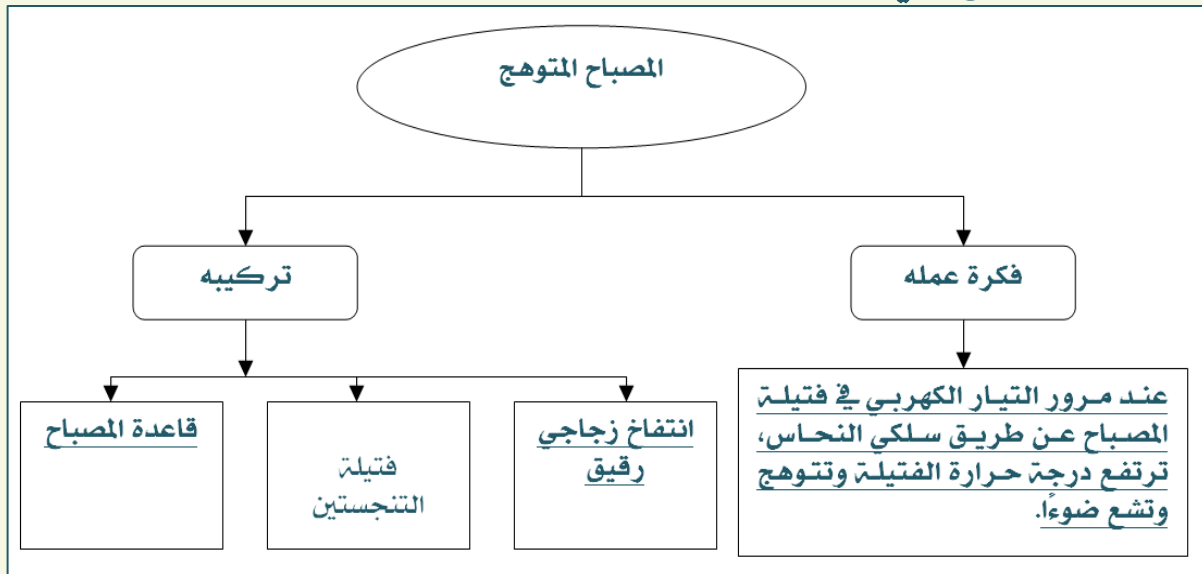 المصباح المتوهج
فكرة عمله
تركيبه
عند مرور التيار الكهربي في فتيلة
المصباح عن طريق سلكي النحاس،
ترتفع درجة حرارة الفتيلة وتتوهج
وتشع ضوءًا.
انتفاخ زجاجي
رقيق
فتيلة
التنجستين
قاعدة المصباح